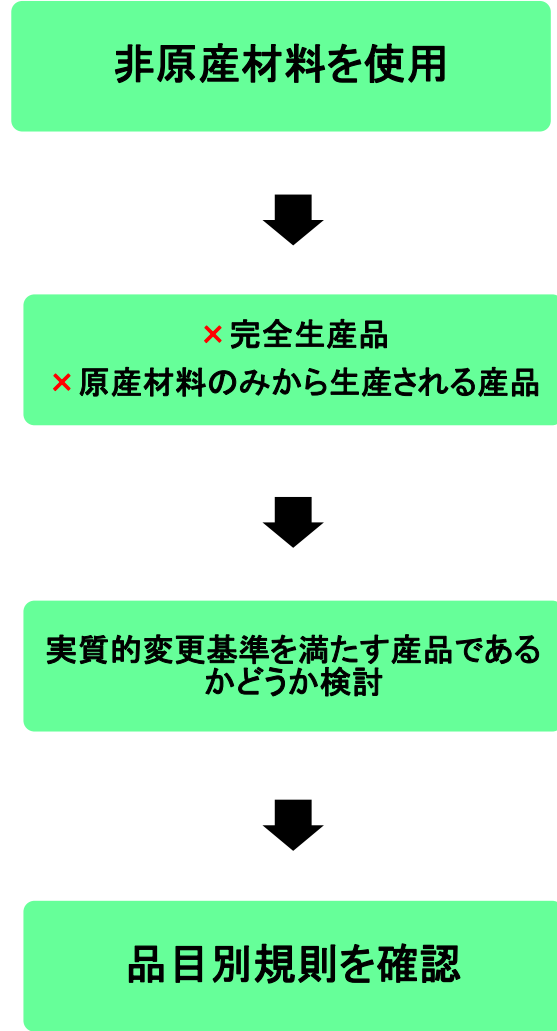 非原産材料を使用
×完全生産品
×原産材料のみから生産される産品
実質的変更基準を満たす産品である
かどうか検討
品目別規則を確認